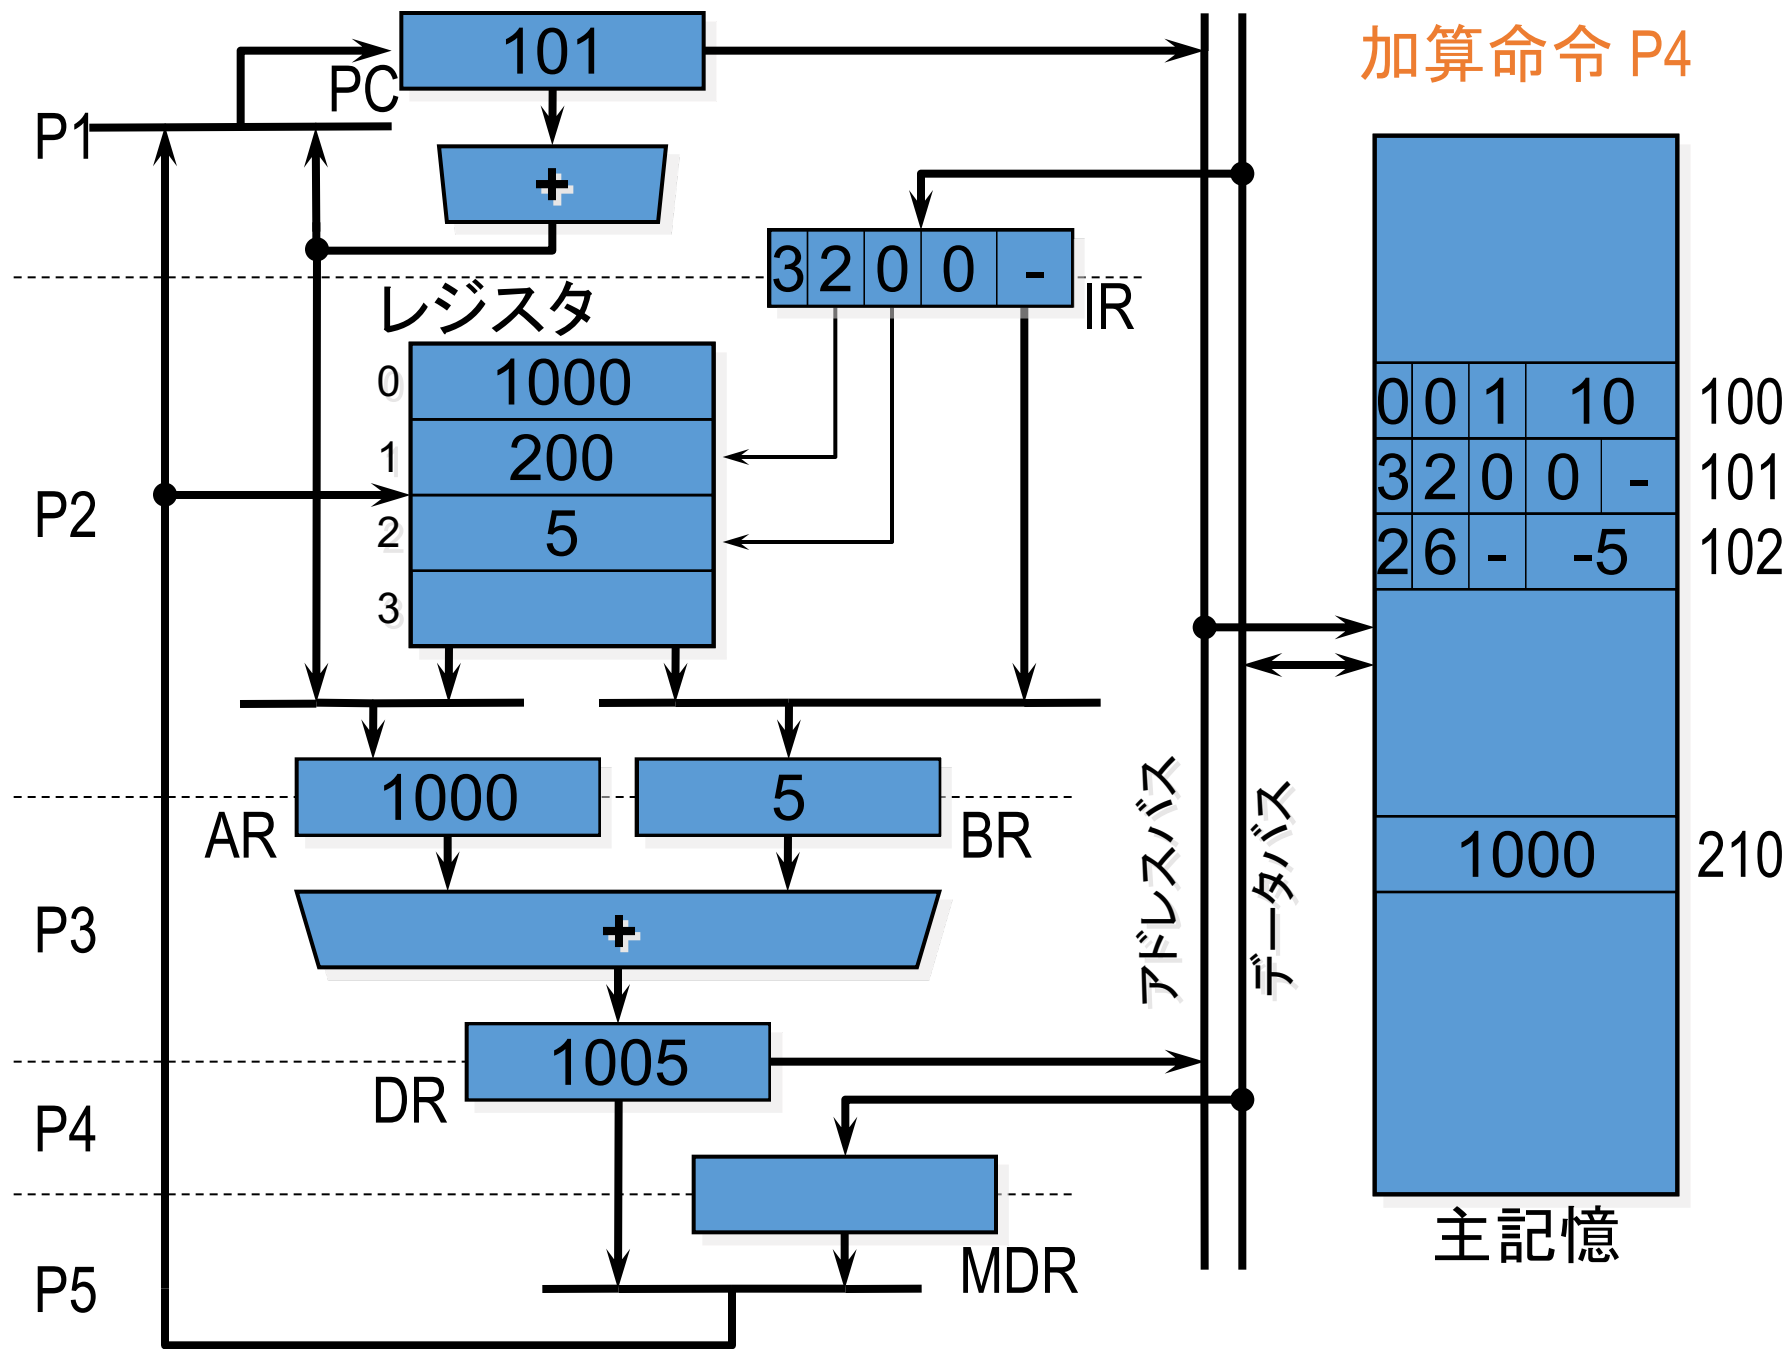 加算命令 P4
101
PC
P1
+
3 2 0 0 -
IR
レジスタ
0 1000
1 200
2 5
3
P2
0 0 1 10 100
3 2 0 0 - 101
2 6 - -5 102
1000 5
AR
BR
1000 210
アドレスバス
データバス
P3
+
1005
DR
P4
MDR
主記憶
P5